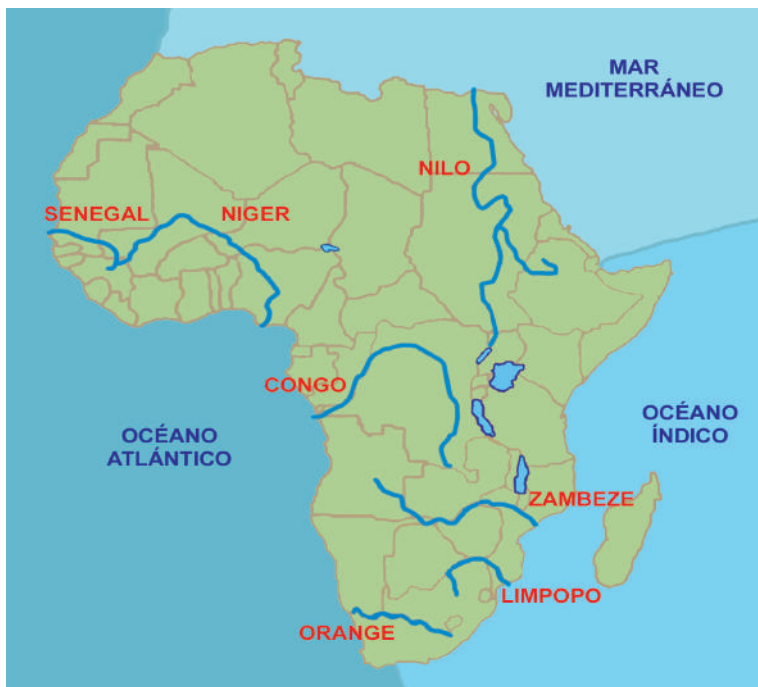 MAR
MEDITERRÁNEO
NILO
SENEGAL
NIGER
CONGO
OCÉANO
ATLÁNTICO
OCÉANO
ÍNDICO
ZAMBEZE
LIMPOPO
ORANGE